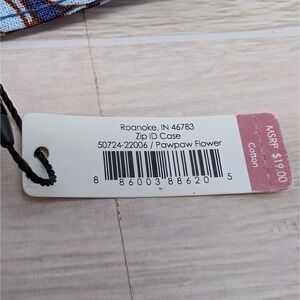 Roanoke, IN 46783
Zip ID Case
50724-22006 / Pawpaw Flower
8 86003 88620 5
MSRP $19.00
Cotton